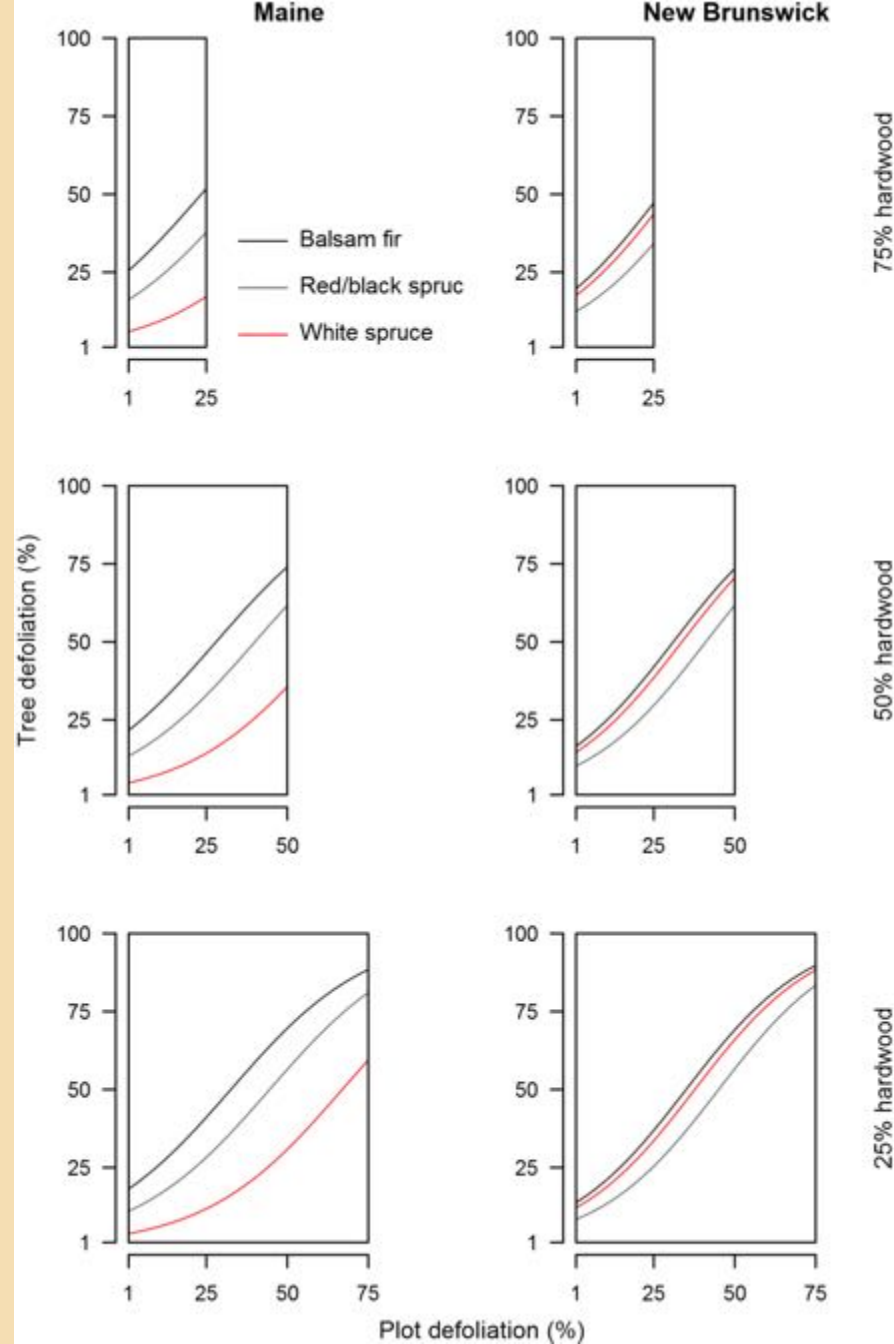 Maine
New Brunswick
100
75
50
25
1
1 25
Balsam fir
Red/black spruc
White spruce
100
75
50
25
1
1 25
75% hardwood
Tree defoliation (%)
100
75
50
25
1
1 25 50
100
75
50
25
1
1 25 50
50% hardwood
100
75
50
25
1
1 25 50 75
100
75
50
25
1
1 25 50 75
25% hardwood
Plot defoliation (%)